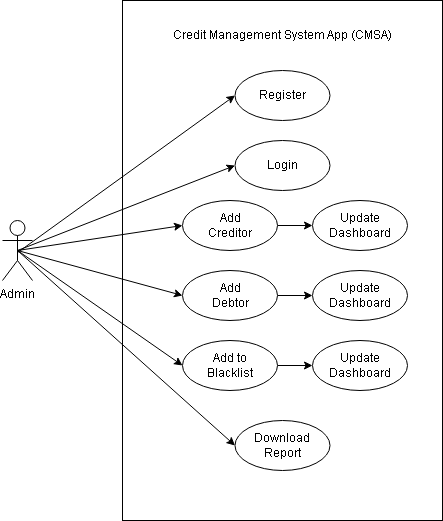 Credit Management System App (CMSA)
Register
Login
Add
Creditor
Update
Dashboard
Admin
Add
Debtor
Update
Dashboard
Add to
Blacklist
Update
Dashboard
Download
Report